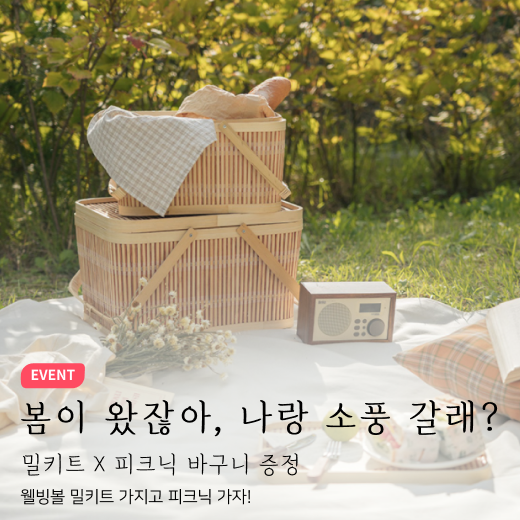 EVENT
봄이 왔잖아, 나랑 소풍 갈래?
밀키트 X 피크닉 바구니 증정
웰빙볼 밀키트 가지고 피크닉 가자!